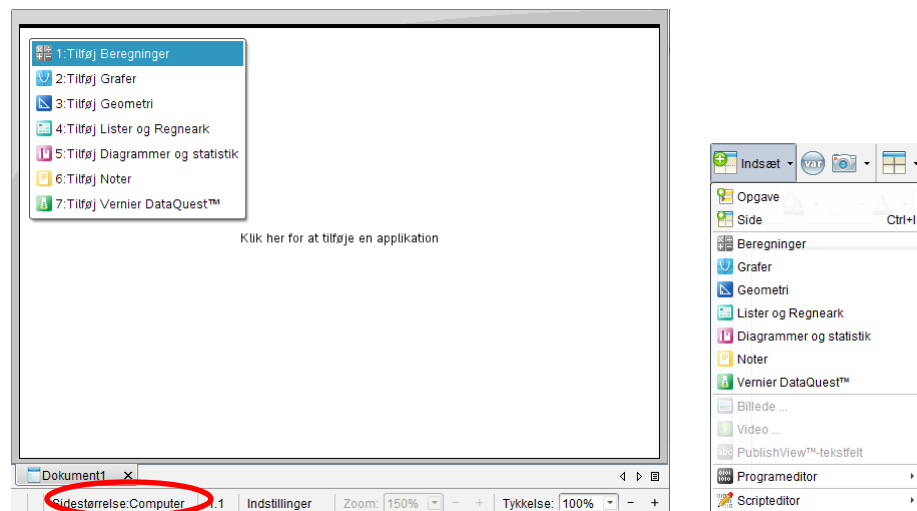 1:Tilføj Beregninger
2:Tilføj Grafer
3:Tilføj Geometri
4:Tilføj Lister og Regneark
5:Tilføj Diagrammer og statistik
6:Tilføj Noter
7:Tilføj Vernier DataQuest™
Klik her for at tilføje en applikation
Dokument1
Sidestørrelse:Computer 1.1 Indstillinger Zoom: 150% - + Tykkelse: 100% - +
Indsæt var
Opgave
Side Ctrl+I
Beregninger
Grafer
Geometri
Lister og Regneark
Diagrammer og statistik
Noter
Vernier DataQuest™
Billede ...
Video ...
PublishView™-tekstfelt
Programeditor
Scripteditor